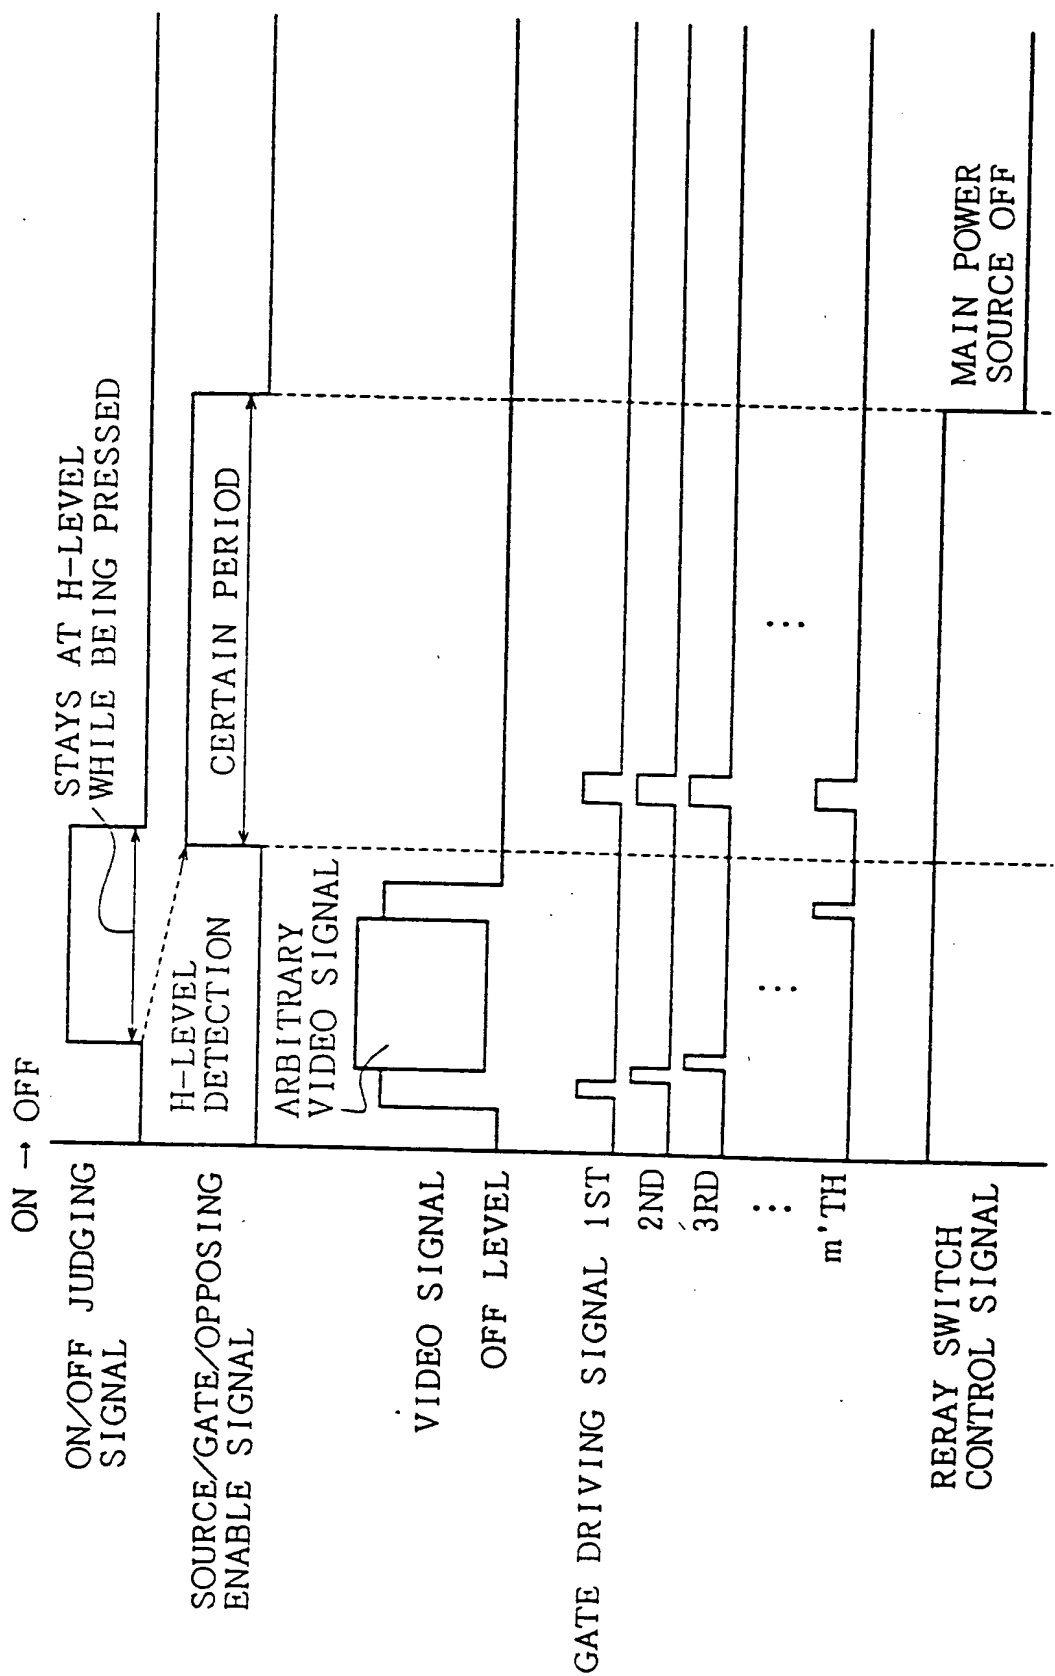 ON → OFF
ON/OFF JUDGING
SIGNAL
STAYS AT H-LEVEL
WHILE BEING PRESSED
SOURCE/GATE/OPPOSING
ENABLE SIGNAL
H-LEVEL
DETECTION
CERTAIN PERIOD
ARBITRARY
VIDEO SIGNAL
VIDEO SIGNAL
OFF LEVEL
GATE DRIVING SIGNAL 1ST
2ND
3RD
⋮
m'TH
RERAY SWITCH
CONTROL SIGNAL
MAIN POWER
SOURCE OFF